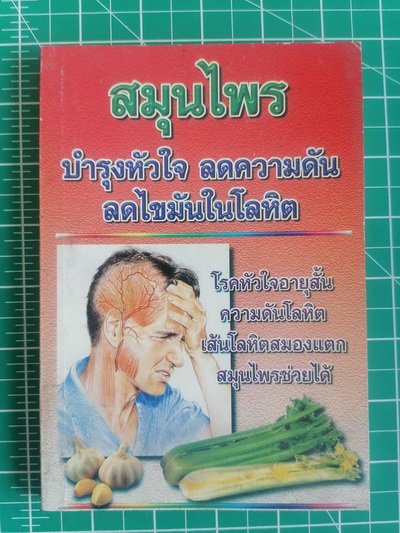 สมุนไพร
บำรุงหัวใจ ลดความดัน
ลดไขมันในโลหิต
โรคหัวใจอายุสั้น
ความดันโลหิต
เส้นโลหิตสมองแตก
สมุนไพรช่วยได้